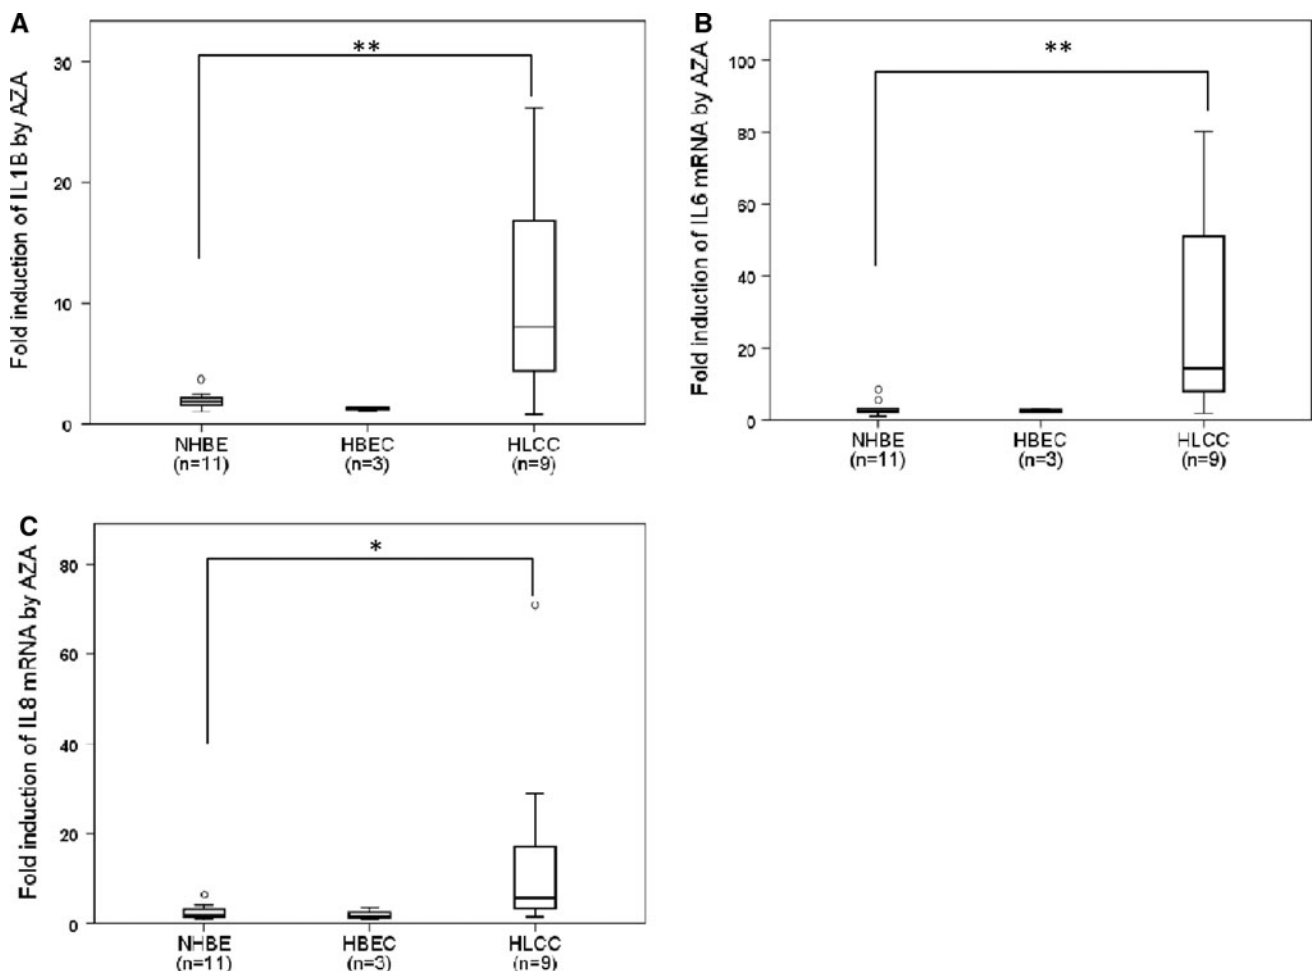 A
Fold induction of IL1B by AZA
**
30
20
10
0
NHBE HBEC HLCC
(n=11) (n=3) (n=9)
B
Fold induction of IL6 mRNA by AZA
**
100
80
60
40
20
0
NHBE HBEC HLCC
(n=11) (n=3) (n=9)
C
Fold induction of IL8 mRNA by AZA
*
80
60
40
20
0
NHBE HBEC HLCC
(n=11) (n=3) (n=9)